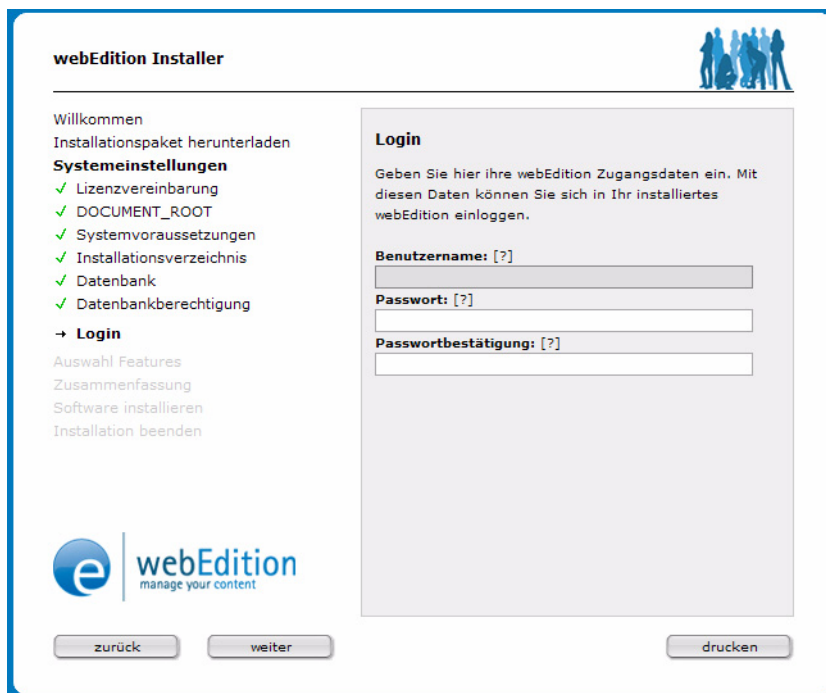 webEdition Installer
Willkommen
Installationspaket herunterladen
Systemeinstellungen
Lizenzvereinbarung
DOCUMENT_ROOT
Systemvoraussetzungen
Installationsverzeichnis
Datenbank
Datenbankberechtigung
→ Login
Auswahl Features
Zusammenfassung
Software installieren
Installation beenden
Login
Geben Sie hier ihre webEdition Zugangsdaten ein. Mit
diesen Daten können Sie sich in Ihr installiertes
webEdition einloggen.
Benutzername: [?]
Passwort: [?]
Passwortbestätigung: [?]
e webEdition
manage your content
zurück
weiter
drucken